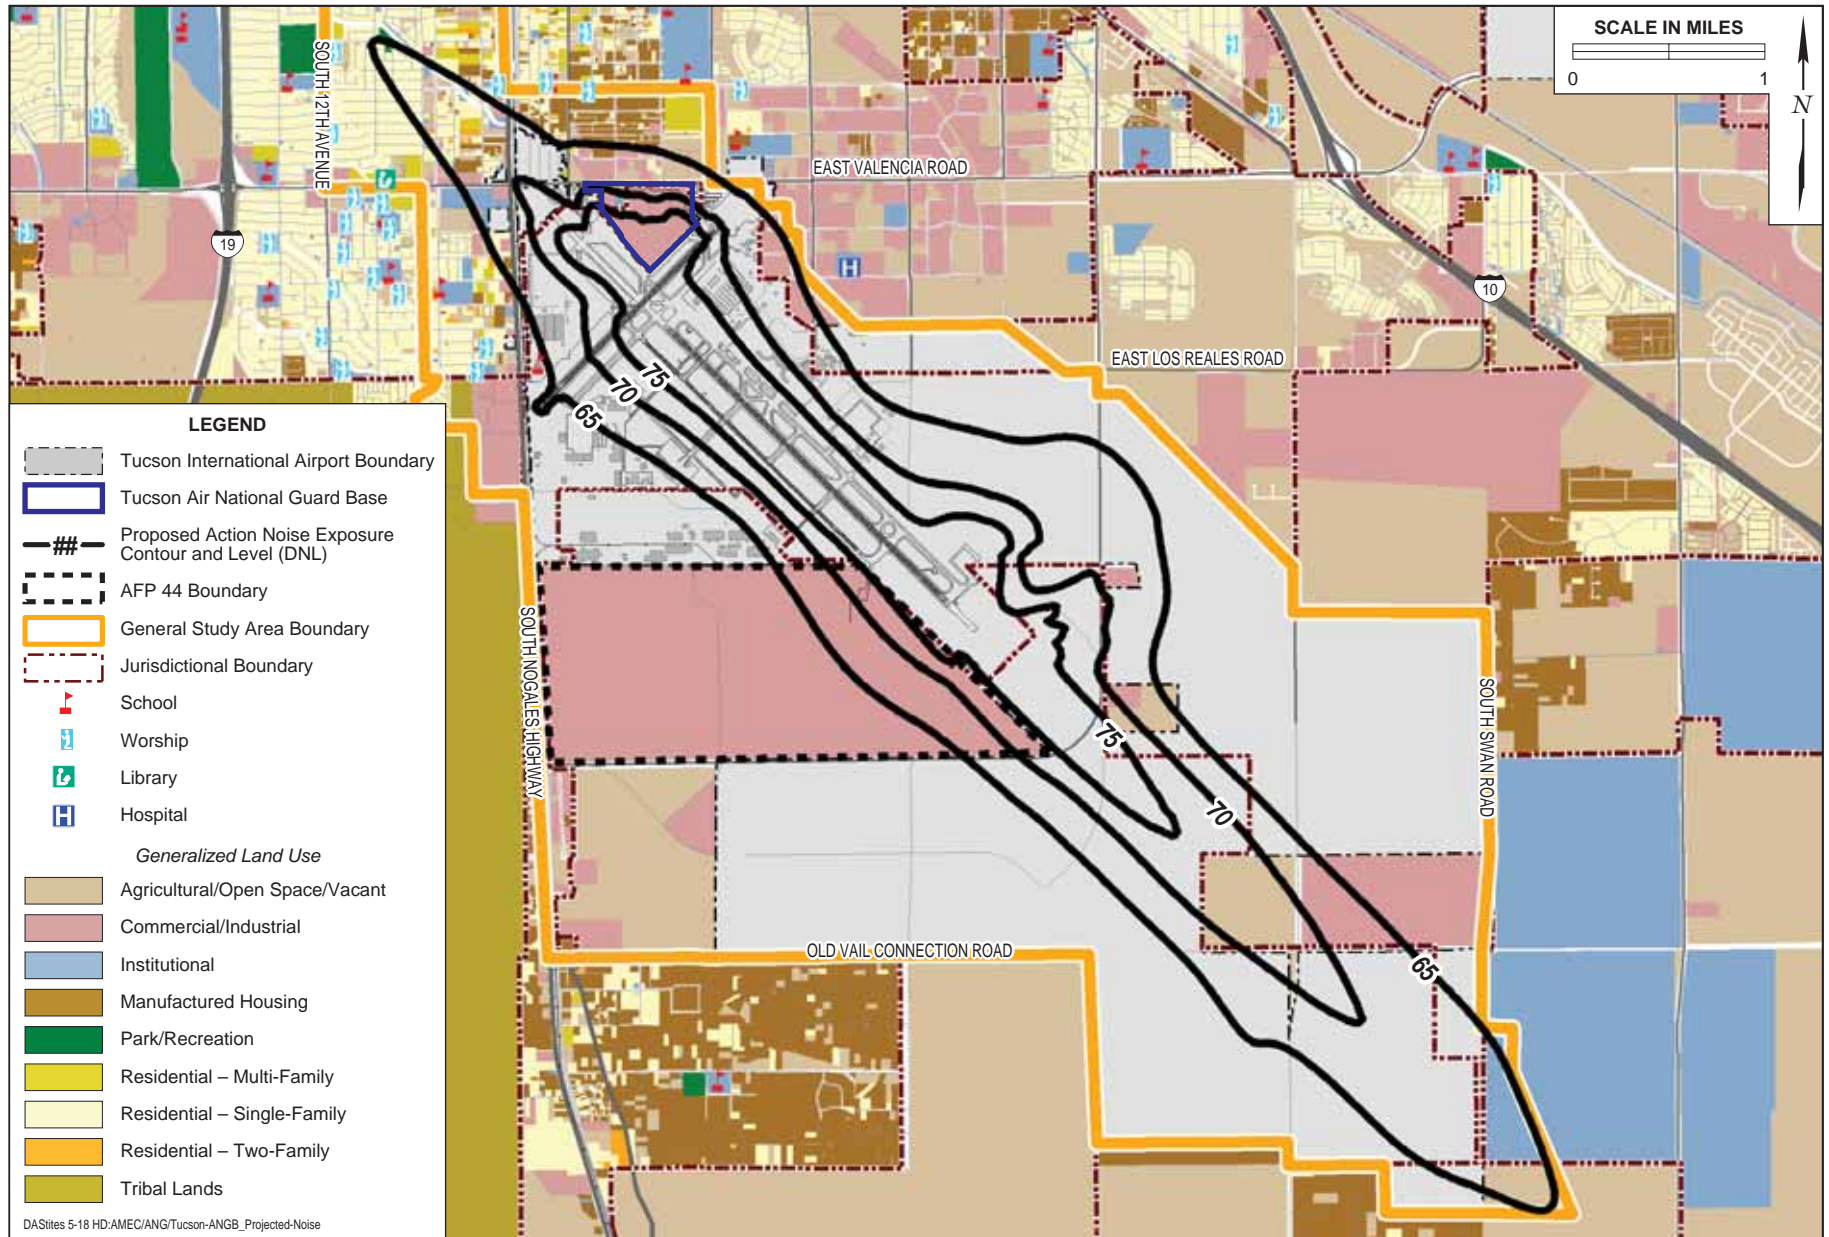 SCALE IN MILES
0 1
N
SOUTH 12TH AVENUE
EAST VALENCIA ROAD
19
H
10
EAST LOS REALES ROAD
75
70
65
LEGEND
Tucson International Airport Boundary
Tucson Air National Guard Base
## Proposed Action Noise Exposure
Contour and Level (DNL)
AFP 44 Boundary
General Study Area Boundary
Jurisdictional Boundary
School
Worship
Library
H Hospital
Generalized Land Use
Agricultural/Open Space/Vacant
Commercial/Industrial
Institutional
Manufactured Housing
Park/Recreation
Residential – Multi-Family
Residential – Single-Family
Residential – Two-Family
Tribal Lands
DAStites 5-18 HD:AMEC/ANG/Tucson-ANGB_Projected-Noise
SOUTH NOGALES HIGHWAY
SOUTH SWAN ROAD
75
70
OLD VAIL CONNECTION ROAD
65